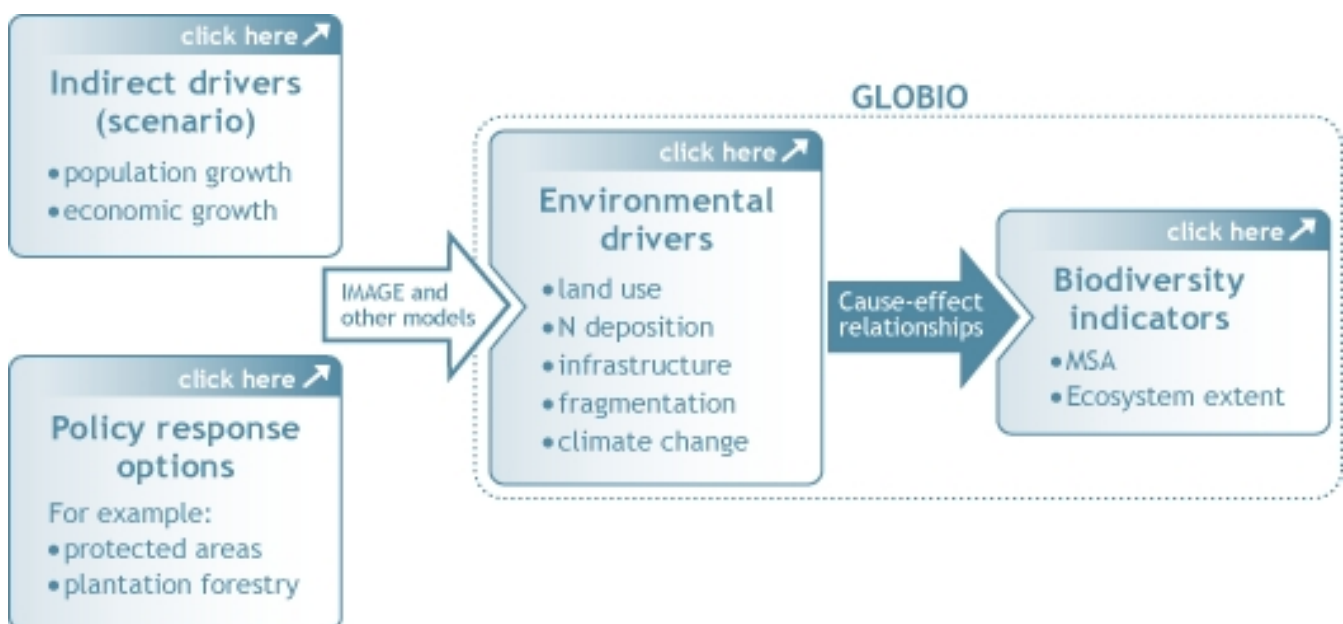 click here
Indirect drivers
(scenario)
• population growth
• economic growth
click here
Policy response
options
For example:
• protected areas
• plantation forestry
IMAGE and
other models
GLOBIO
click here
Environmental
drivers
• land use
• N deposition
• infrastructure
• fragmentation
• climate change
Cause-effect
relationships
click here
Biodiversity
indicators
• MSA
• Ecosystem extent